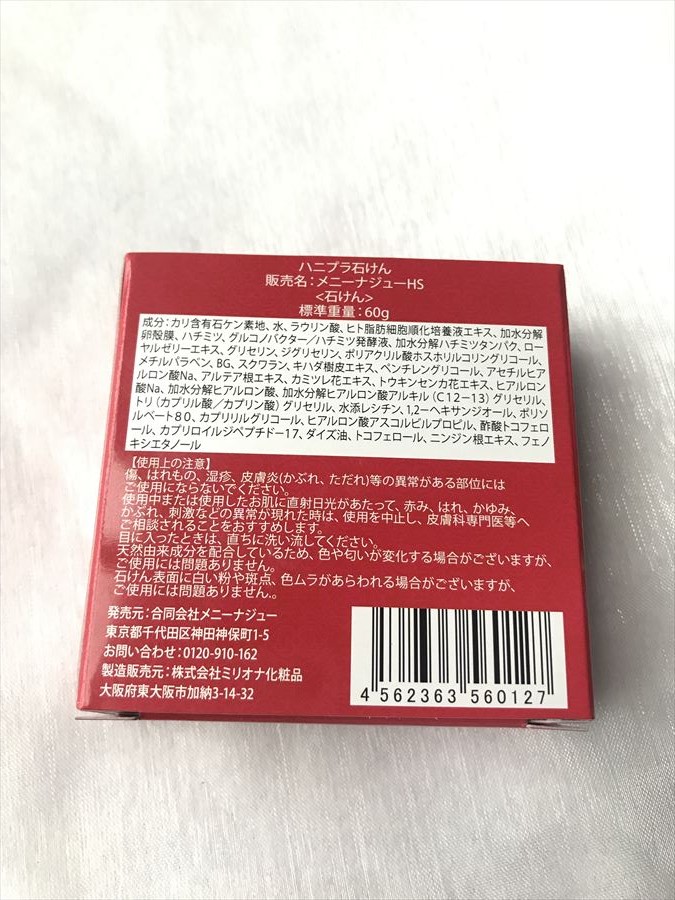 ハニプラ石けん
販売名：メニーナジューHS
<石けん>
標準重量：60g
成分：カリ含有石ケン素地、水、ラウリン酸、ヒト脂肪細胞順化培養液エキス、加水分解
卵殻膜、ハチミツ、グルコノバクター／ハチミツ発酵液、加水分解ハチミツタンパク、ロー
ヤルゼリーエキス、グリセリン、ジグリセリン、ポリアクリル酸ホスホリルコリングリコール、
メチルパラベン、BG、スクワラン、キハダ樹皮エキス、ペンチレングリコール、アセチルヒア
ルロン酸Na、アルテア根エキス、カミツレ花エキス、トウキンセンカ花エキス、ヒアルロン
酸Na、加水分解ヒアルロン酸、加水分解ヒアルロン酸アルキル（C12−13）グリセリル、
トリ（カプリル酸／カプリン酸）グリセリル、水添レシチン、1,2−ヘキサンジオール、ポリソ
ルベート８０、カプリリルグリコール、ヒアルロン酸アスコルビルプロピル、酢酸トコフェロ
ール、カプロイルジペプチド−17、ダイズ油、トコフェロール、ニンジン根エキス、フェノ
キシエタノール
【使用上の注意】
傷、はれもの、湿疹、皮膚炎(かぶれ、ただれ)等の異常がある部位には
ご使用にならないでください。
使用中または使用したお肌に直射日光があたって、赤み、はれ、かゆみ、
かぶれ、刺激などの異常が現れた時は、使用を中止し、皮膚科専門医等へ
ご相談されることをおすすめします。
目に入ったときは、直ちに洗い流してください。
天然由来成分を配合しているため、色や匂いが変化する場合がございますが、
ご使用には問題ありません。
石けん表面に白い粉や斑点、色ムラがあらわれる場合がございますが、
ご使用には問題ありません。。
発売元：合同会社メニーナジュー
東京都千代田区神田神保町1-5
お問い合わせ：0120-910-162
製造販売元：株式会社ミリオナ化粧品
大阪府東大阪市加納3-14-32
4 562363 560127